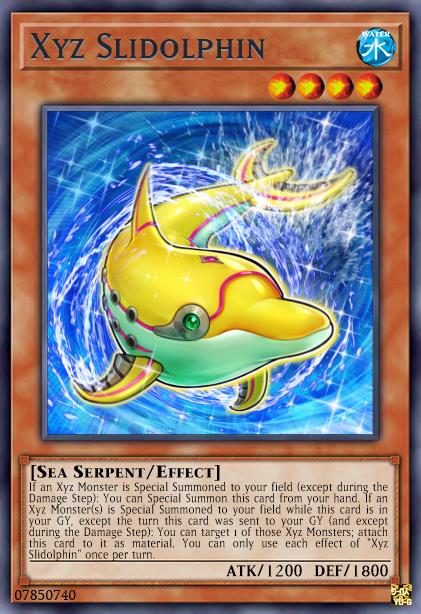 Xyz Slidolphin
WATER
水
[Sea Serpent/Effect]
If an Xyz Monster is Special Summoned to your field (except during the
Damage Step): You can Special Summon this card from your hand. If an
Xyz Monster(s) is Special Summoned to your field while this card is in
your GY, except the turn this card was sent to your GY (and except
during the Damage Step): You can target 1 of those Xyz Monsters; attach
this card to it as material. You can only use each effect of "Xyz
Slidolphin" once per turn.
ATK/1200 DEF/1800
07850740